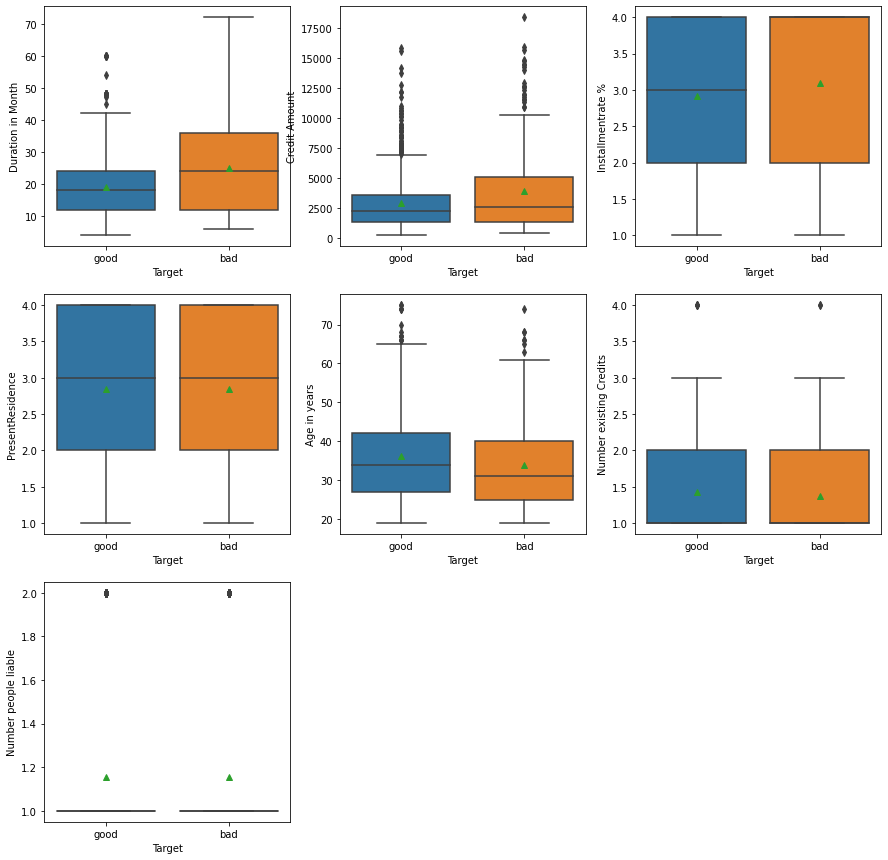 Duration in Month
70
60
50
40
30
20
10
good
bad
Target
Credit Amount
17500
15000
12500
10000
7500
5000
2500
0
good
bad
Target
Installmentrate %
4.0
3.5
3.0
2.5
2.0
1.5
1.0
good
bad
Target
PresentResidence
4.0
3.5
3.0
2.5
2.0
1.5
1.0
good
bad
Target
Age in years
70
60
50
40
30
20
good
bad
Target
Number existing Credits
4.0
3.5
3.0
2.5
2.0
1.5
1.0
good
bad
Target
Number people liable
2.0
1.8
1.6
1.4
1.2
1.0
good
bad
Target